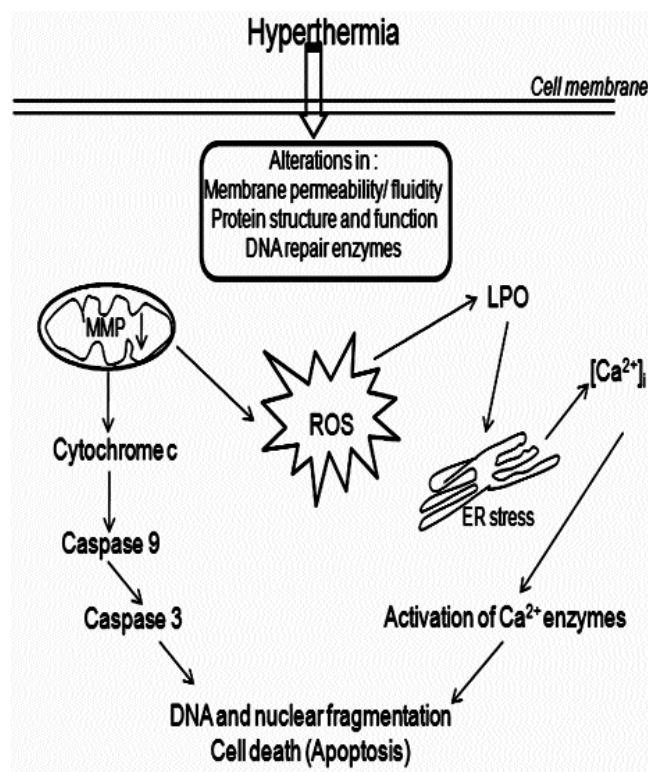 Hyperthermia
Cell membrane
Alterations in :
Membrane permeability/ fluidity
Protein structure and function
DNA repair enzymes
MMP
LPO
ROS
[Ca²⁺]ᵢ
Cytochrome c
ER stress
Caspase 9
Caspase 3
Activation of Ca²⁺ enzymes
DNA and nuclear fragmentation
Cell death (Apoptosis)